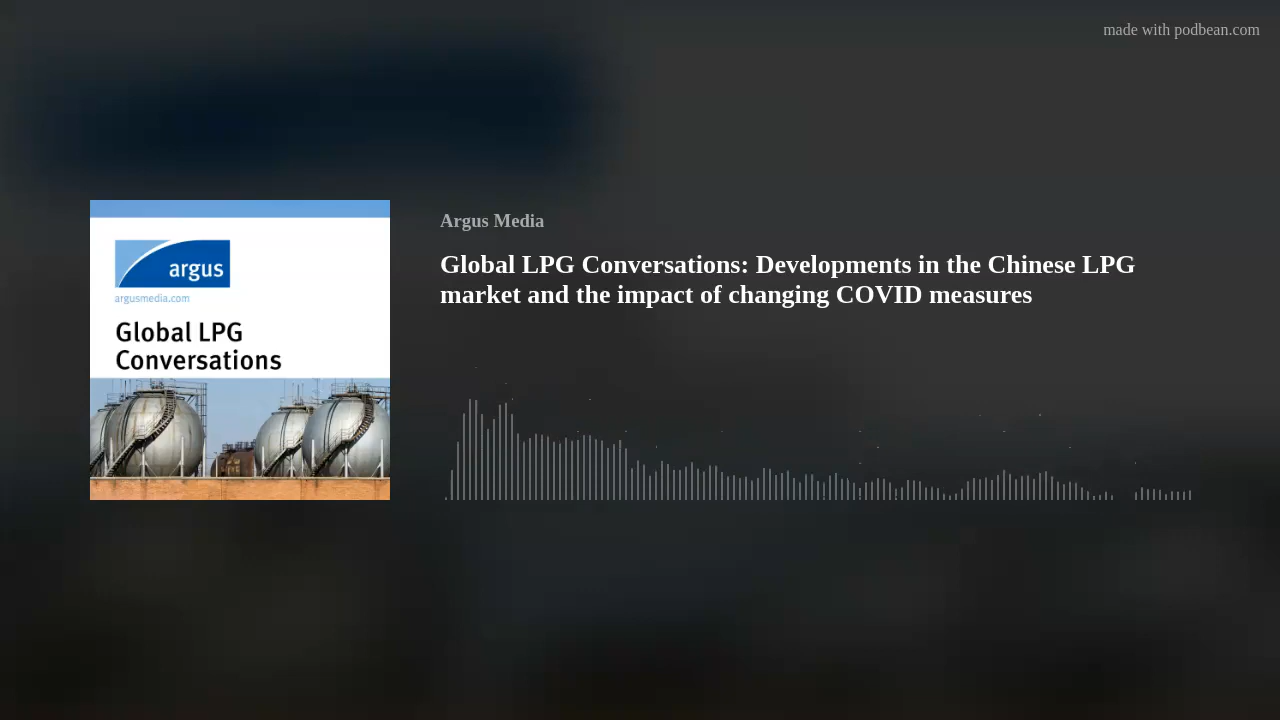 made with podbean.com
argus
argusmedia.com
Global LPG
Conversations
Argus Media
Global LPG Conversations: Developments in the Chinese LPG
market and the impact of changing COVID measures